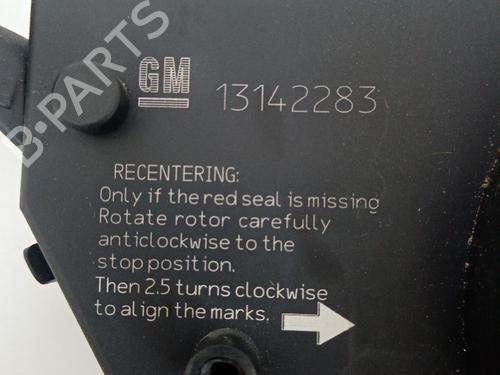 B-PARTS
GM 13142283
RECENTERING:
Only if the red seal is missing
Rotate rotor carefully
anticlockwise to the
stop position.
Then 2.5 turns clockwise
to align the marks.